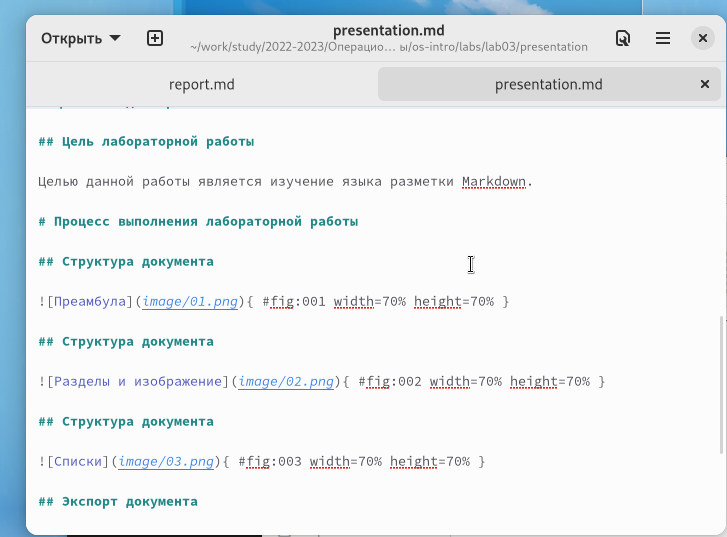 Открыть
presentation.md
~/work/study/2022-2023/Операцио… ы/os-intro/labs/lab03/presentation
report.md
presentation.md
## Цель лабораторной работы
Целью данной работы является изучение языка разметки Markdown.
# Процесс выполнения лабораторной работы
## Структура документа
![Преамбула](image/01.png){ #fig:001 width=70% height=70% }
## Структура документа
![Разделы и изображение](image/02.png){ #fig:002 width=70% height=70% }
## Структура документа
![Списки](image/03.png){ #fig:003 width=70% height=70% }
## Экспорт документа